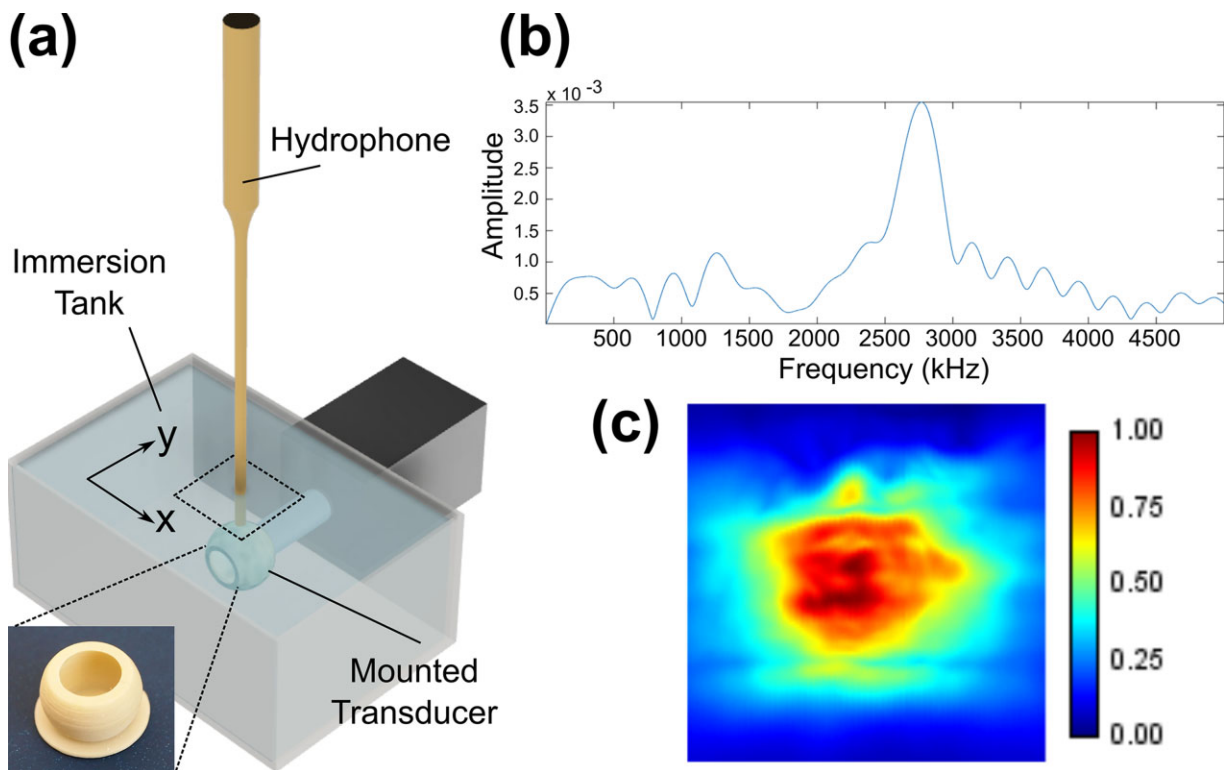 (a)
Hydrophone
Immersion
Tank
y
x
Mounted
Transducer
(b)
x 10 -3
3.5
3.0
2.5
2.0
1.5
1.0
0.5
Amplitude
500 1000 1500 2000 2500 3000 3500 4000 4500
Frequency (kHz)
(c)
1.00
0.75
0.50
0.25
0.00